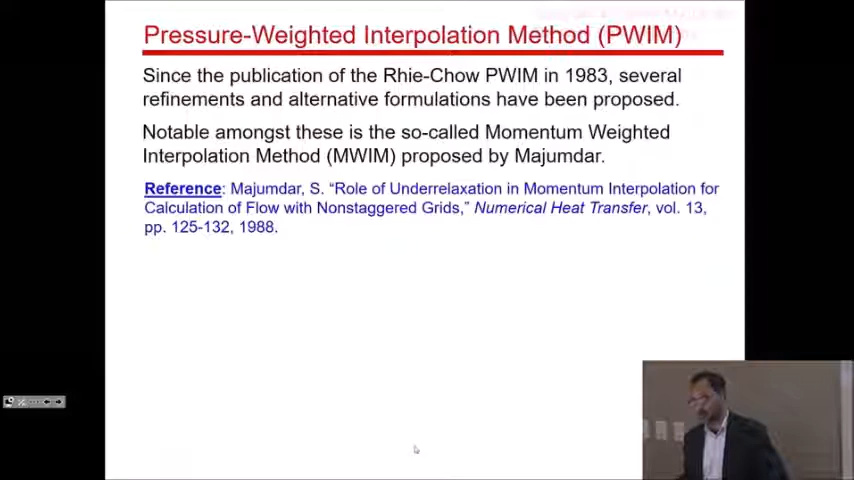 Pressure-Weighted Interpolation Method (PWIM)
Since the publication of the Rhie-Chow PWIM in 1983, several
refinements and alternative formulations have been proposed.
Notable amongst these is the so-called Momentum Weighted
Interpolation Method (MWIM) proposed by Majumdar.
Reference: Majumdar, S. “Role of Underrelaxation in Momentum Interpolation for
Calculation of Flow with Nonstaggered Grids,” Numerical Heat Transfer, vol. 13,
pp. 125-132, 1988.